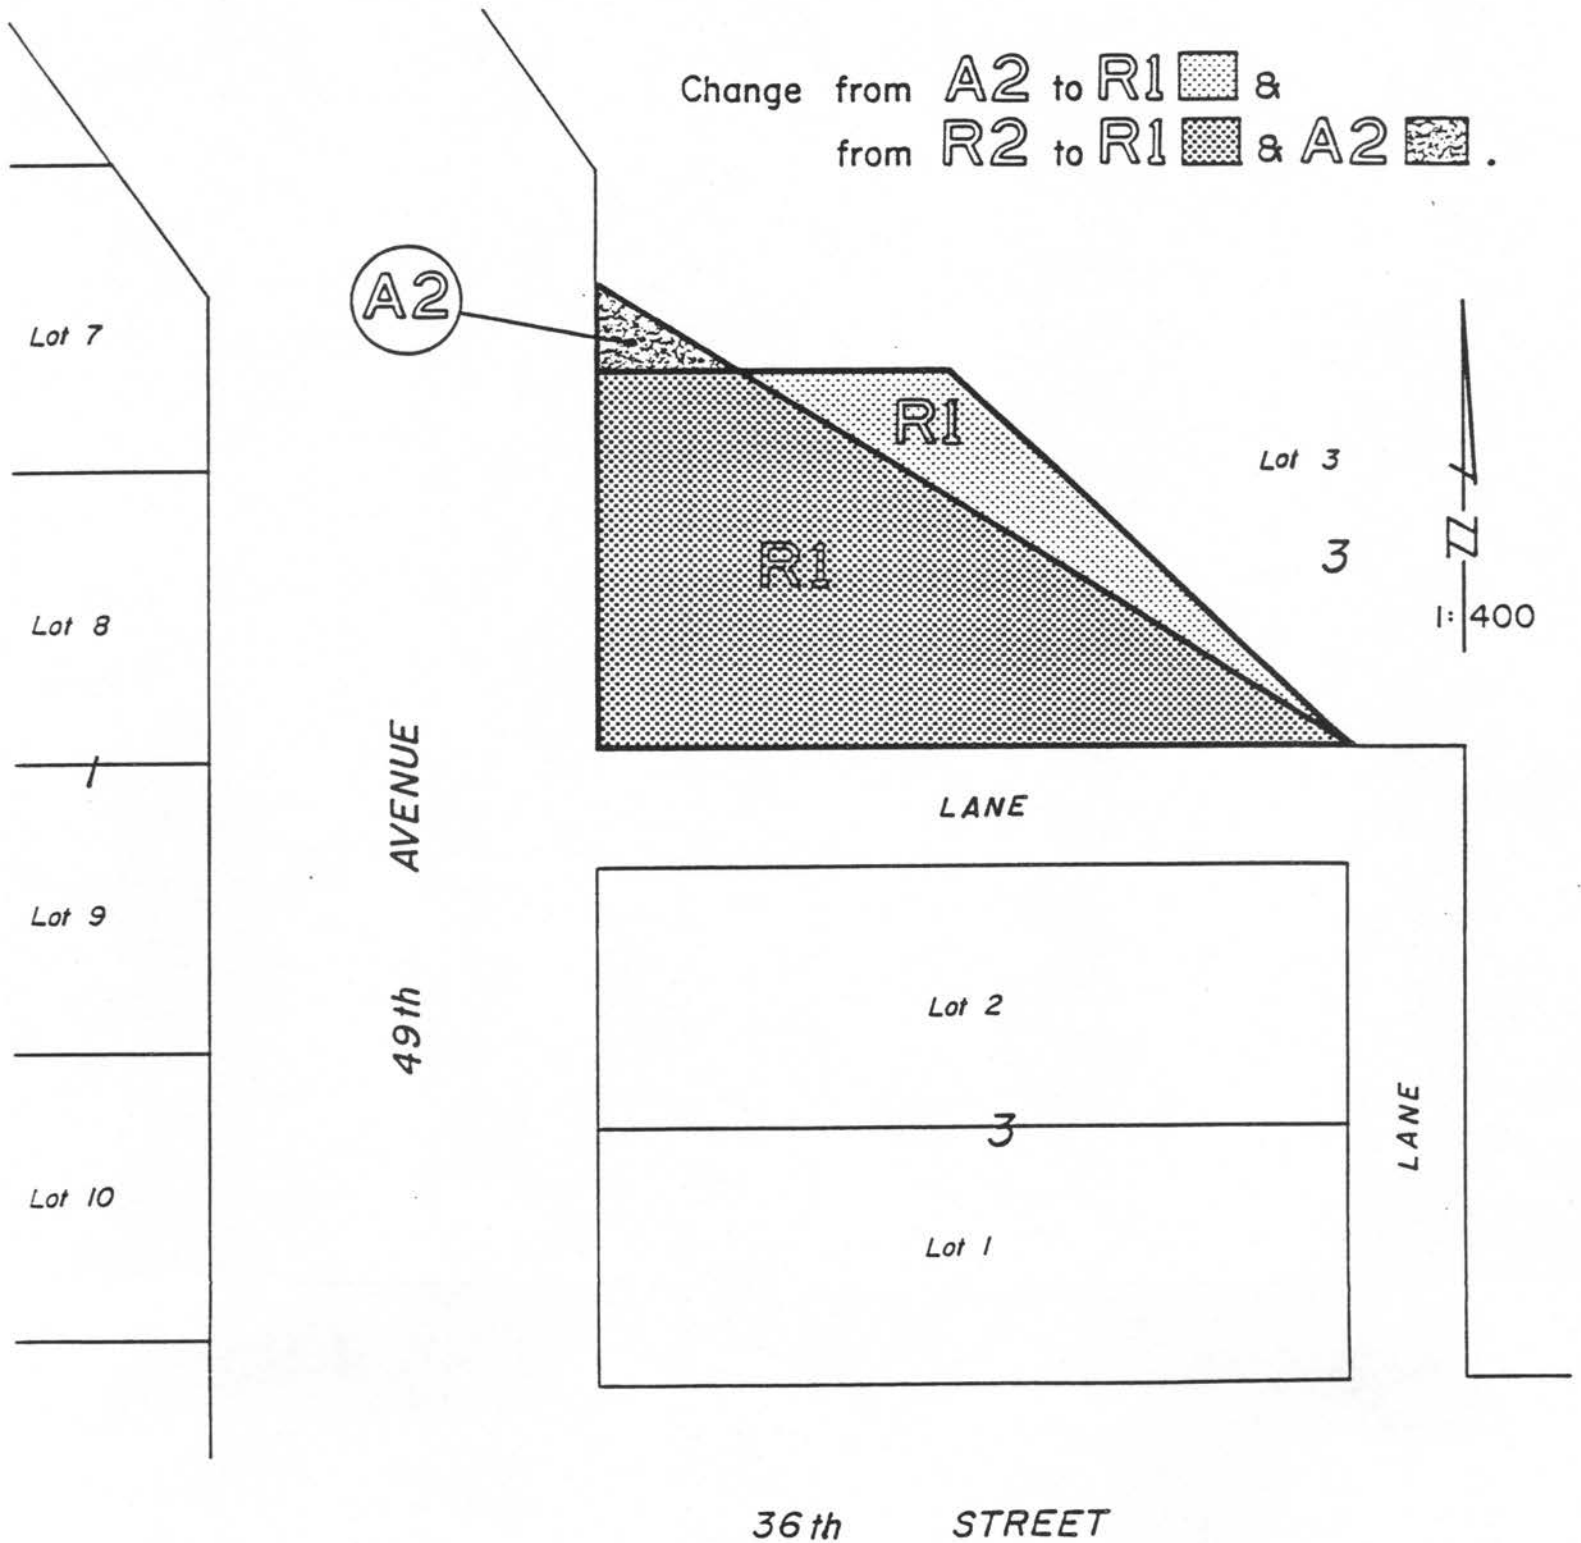 Change from A2 to R1 &
from R2 to R1 & A2 .
A2
Lot 7
R1
Lot 3
3
R1
1:400
Lot 8
49th AVENUE
1
LANE
Lot 9
Lot 2
3
LANE
Lot 10
Lot 1
36th STREET